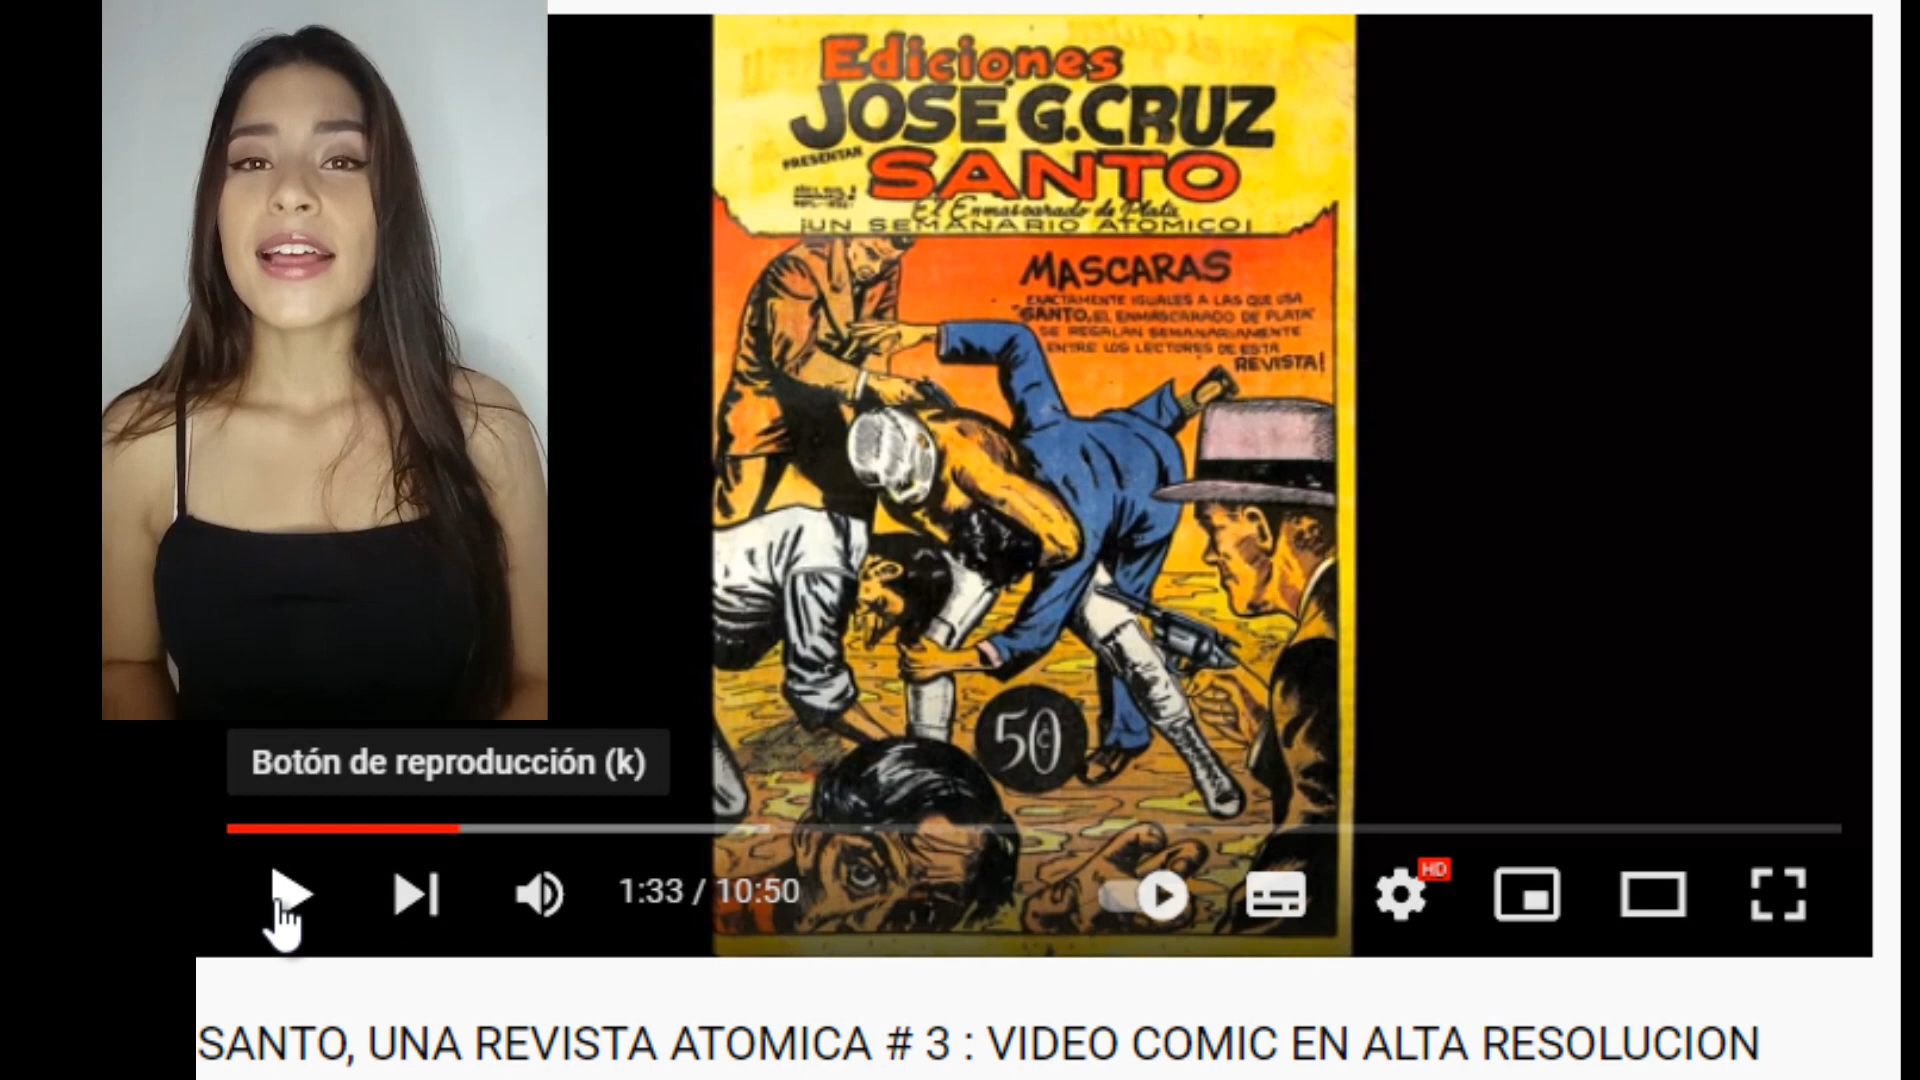 Ediciones
JOSE G. CRUZ
PRESENTAN
SANTO
El Enmascarado de Plata
¡UN SEMANARIO ATOMICO!
MASCARAS
EXACTAMENTE IGUALES A LAS QUE USA
"SANTO, EL ENMASCARADO DE PLATA"
SE REGALAN SEMANARIAMENTE
ENTRE LOS LECTORES DE ESTA
REVISTA!
50¢
Botón de reproducción (k)
1:33 / 10:50
HD
SANTO, UNA REVISTA ATOMICA # 3 : VIDEO COMIC EN ALTA RESOLUCION